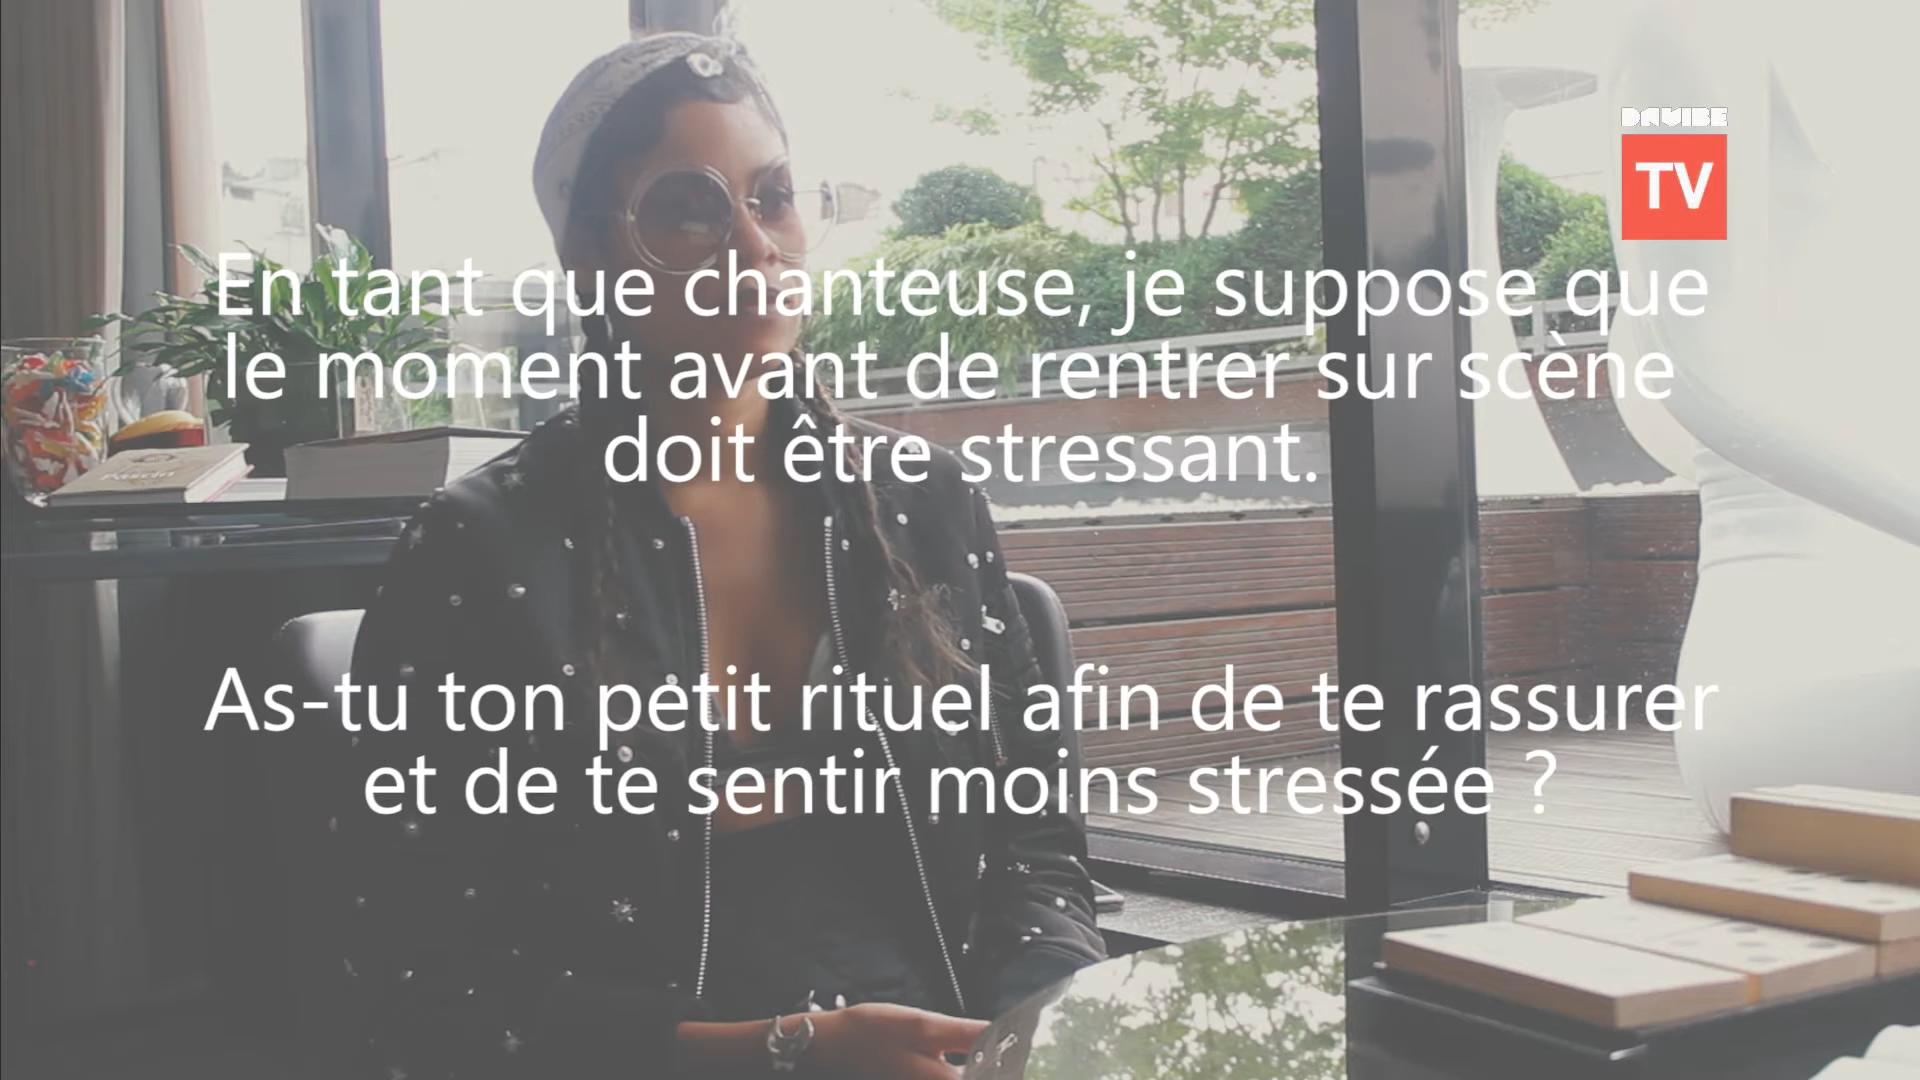 DAVIBE
TV
En tant que chanteuse, je suppose que
le moment avant de rentrer sur scène
doit être stressant.
As-tu ton petit rituel afin de te rassurer
et de te sentir moins stressée ?